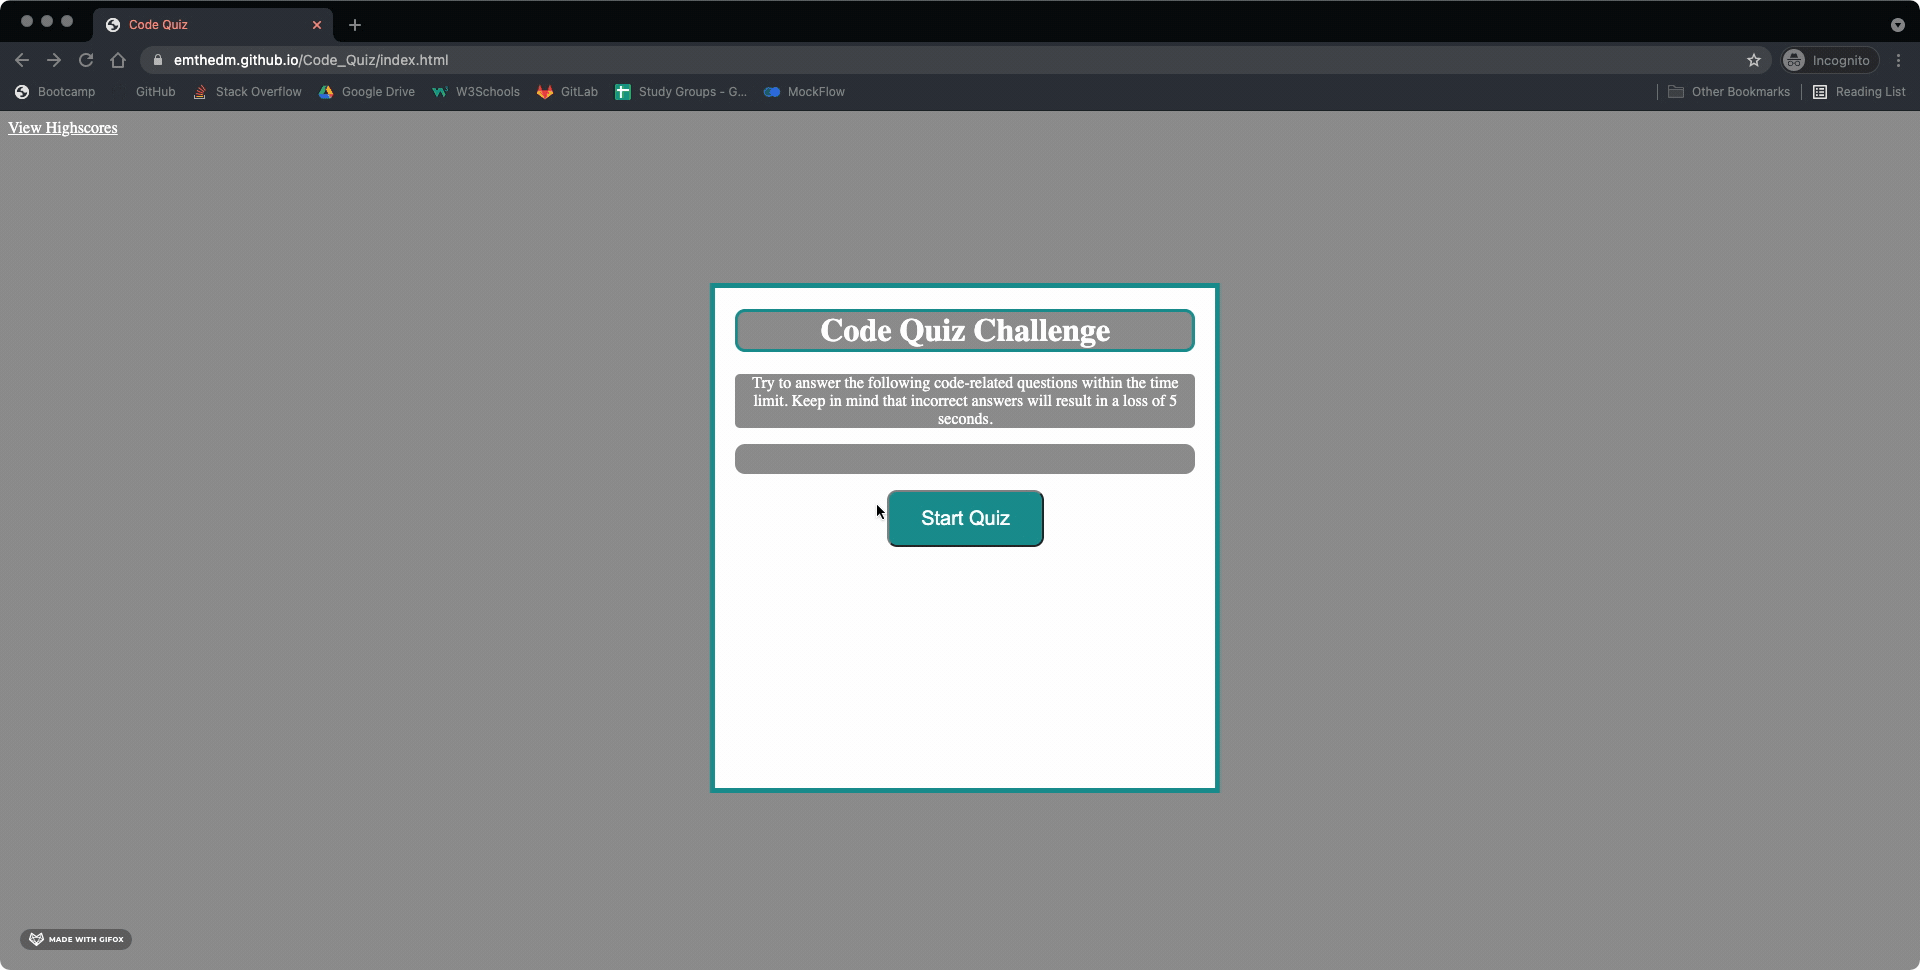 Code Quiz
emthedm.github.io/Code_Quiz/index.html
Incognito
Bootcamp GitHub Stack Overflow Google Drive W3Schools GitLab Study Groups - G... MockFlow Other Bookmarks Reading List
View Highscores
Code Quiz Challenge
Try to answer the following code-related questions within the time
limit. Keep in mind that incorrect answers will result in a loss of 5
seconds.
Start Quiz
MADE WITH GIFOX